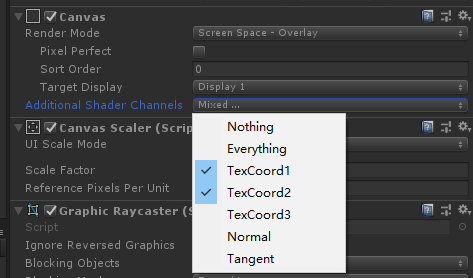 Canvas
Render Mode Screen Space - Overlay
Pixel Perfect
Sort Order 0
Target Display Display 1
Additional Shader Channels Mixed ...
Nothing
Canvas Scaler (Scrip
UI Scale Mode
Everything
TexCoord1
Scale Factor
TexCoord2
Reference Pixels Per Unit
Graphic Raycaster (S
TexCoord3
Script
Normal
Ignore Reversed Graphics
Blocking Objects
Tangent